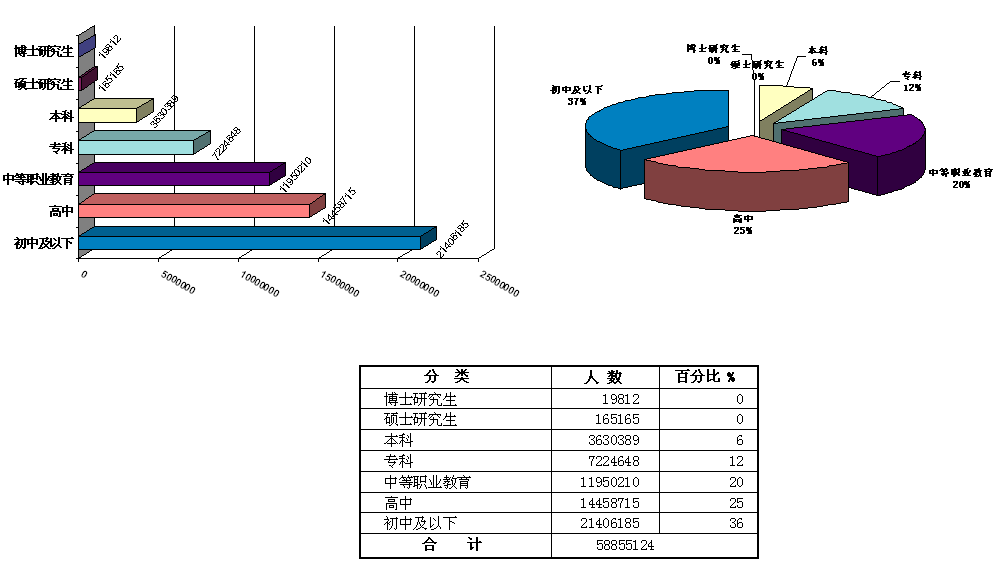 博士研究生
19812
硕士研究生
165165
本科
3630389
专科
7224648
中等职业教育
11950210
高中
14458715
初中及以下
21406185
0
5000000
10000000
15000000
20000000
25000000
博士研究生
0%
硕士研究生
0%
本科
6%
专科
12%
中等职业教育
20%
高中
25%
初中及以下
37%
分 类 人 数 百分比 %
博士研究生 19812 0
硕士研究生 165165 0
本科 3630389 6
专科 7224648 12
中等职业教育 11950210 20
高中 14458715 25
初中及以下 21406185 36
合 计 58855124